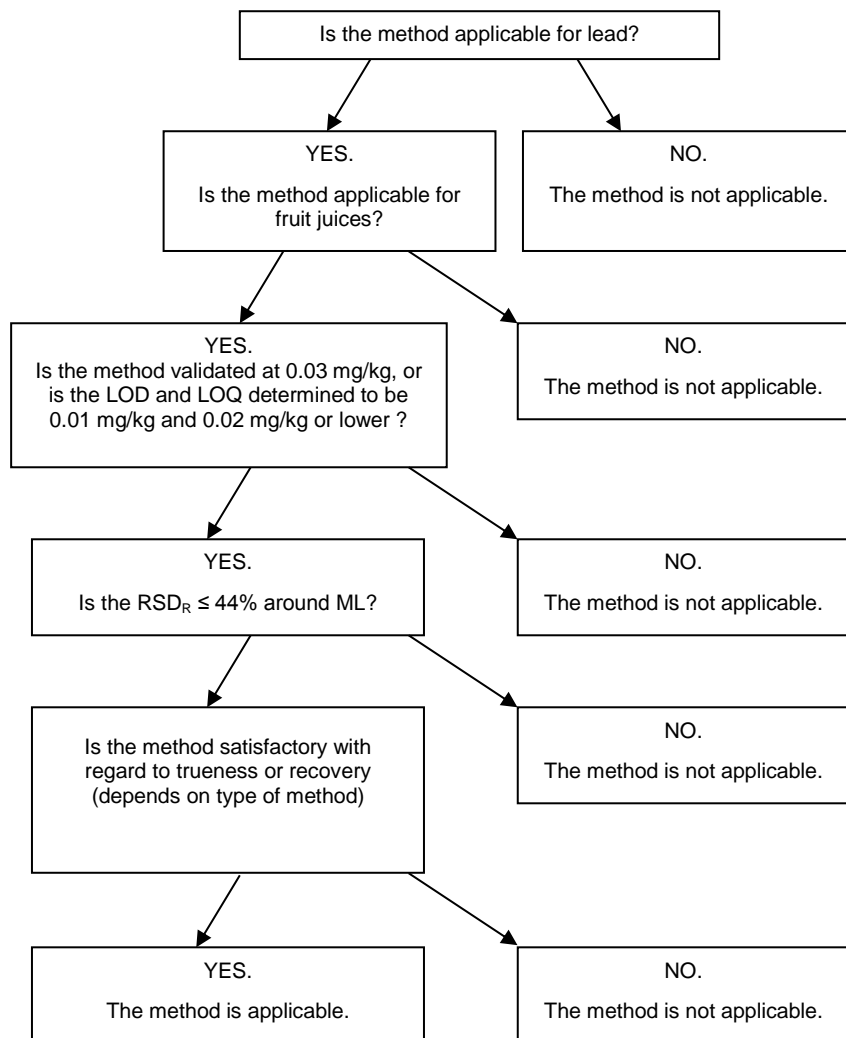 Is the method applicable for lead?
YES.
Is the method applicable for
fruit juices?
NO.
The method is not applicable.
YES.
Is the method validated at 0.03 mg/kg, or
is the LOD and LOQ determined to be
0.01 mg/kg and 0.02 mg/kg or lower ?
NO.
The method is not applicable.
YES.
Is the RSDR ≤ 44% around ML?
NO.
The method is not applicable.
Is the method satisfactory with
regard to trueness or recovery
(depends on type of method)
NO.
The method is not applicable.
YES.
The method is applicable.
NO.
The method is not applicable.